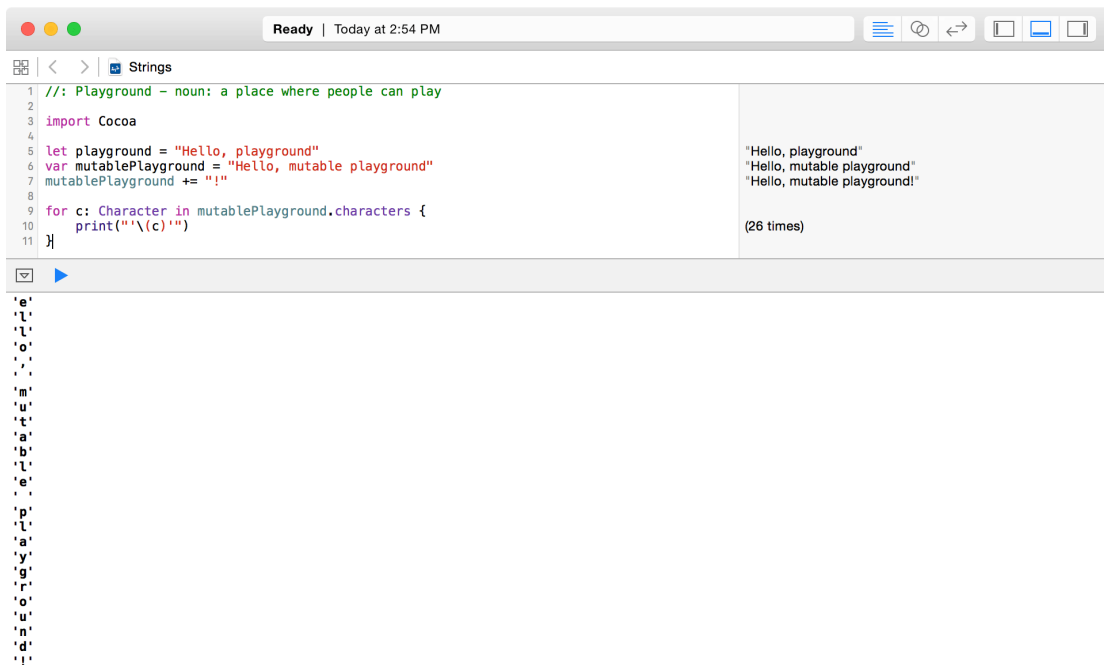 Ready | Today at 2:54 PM
Strings
1 //: Playground – noun: a place where people can play
2
3 import Cocoa
4
5 let playground = "Hello, playground"
"Hello, playground"
6 var mutablePlayground = "Hello, mutable playground"
"Hello, mutable playground"
7 mutablePlayground += "!"
"Hello, mutable playground!"
8
9 for c: Character in mutablePlayground.characters {
10 print("'\(c)'")
(26 times)
11 }
'e'
'l'
'l'
'o'
','
' '
'm'
'u'
't'
'a'
'b'
'l'
'e'
' '
'p'
'l'
'a'
'y'
'g'
'r'
'o'
'u'
'n'
'd'
'!'